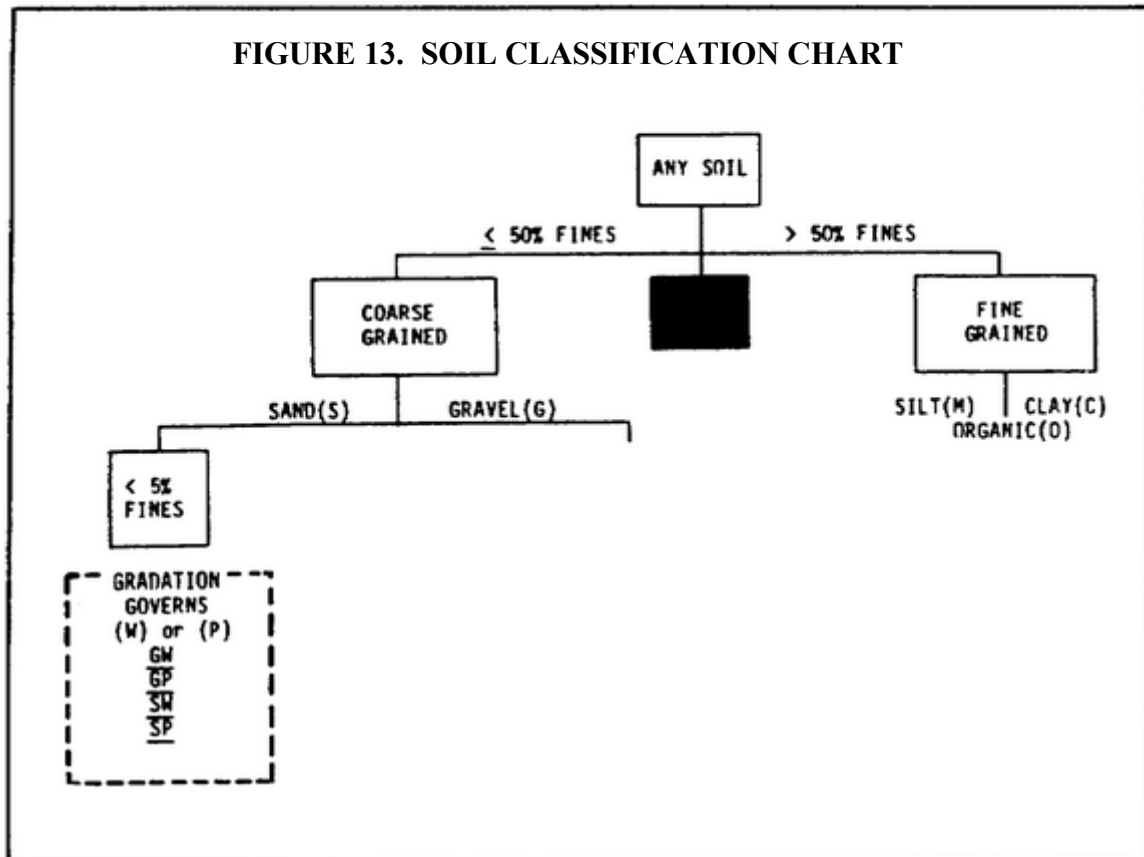 FIGURE 13. SOIL CLASSIFICATION CHART
ANY SOIL
≤ 50% FINES
> 50% FINES
COARSE
GRAINED
FINE
GRAINED
SAND(S)
GRAVEL(G)
SILT(M)
CLAY(C)
ORGANIC(O)
< 5%
FINES
GRADATION
GOVERNS
(W) or (P)
GW
GP
SW
SP